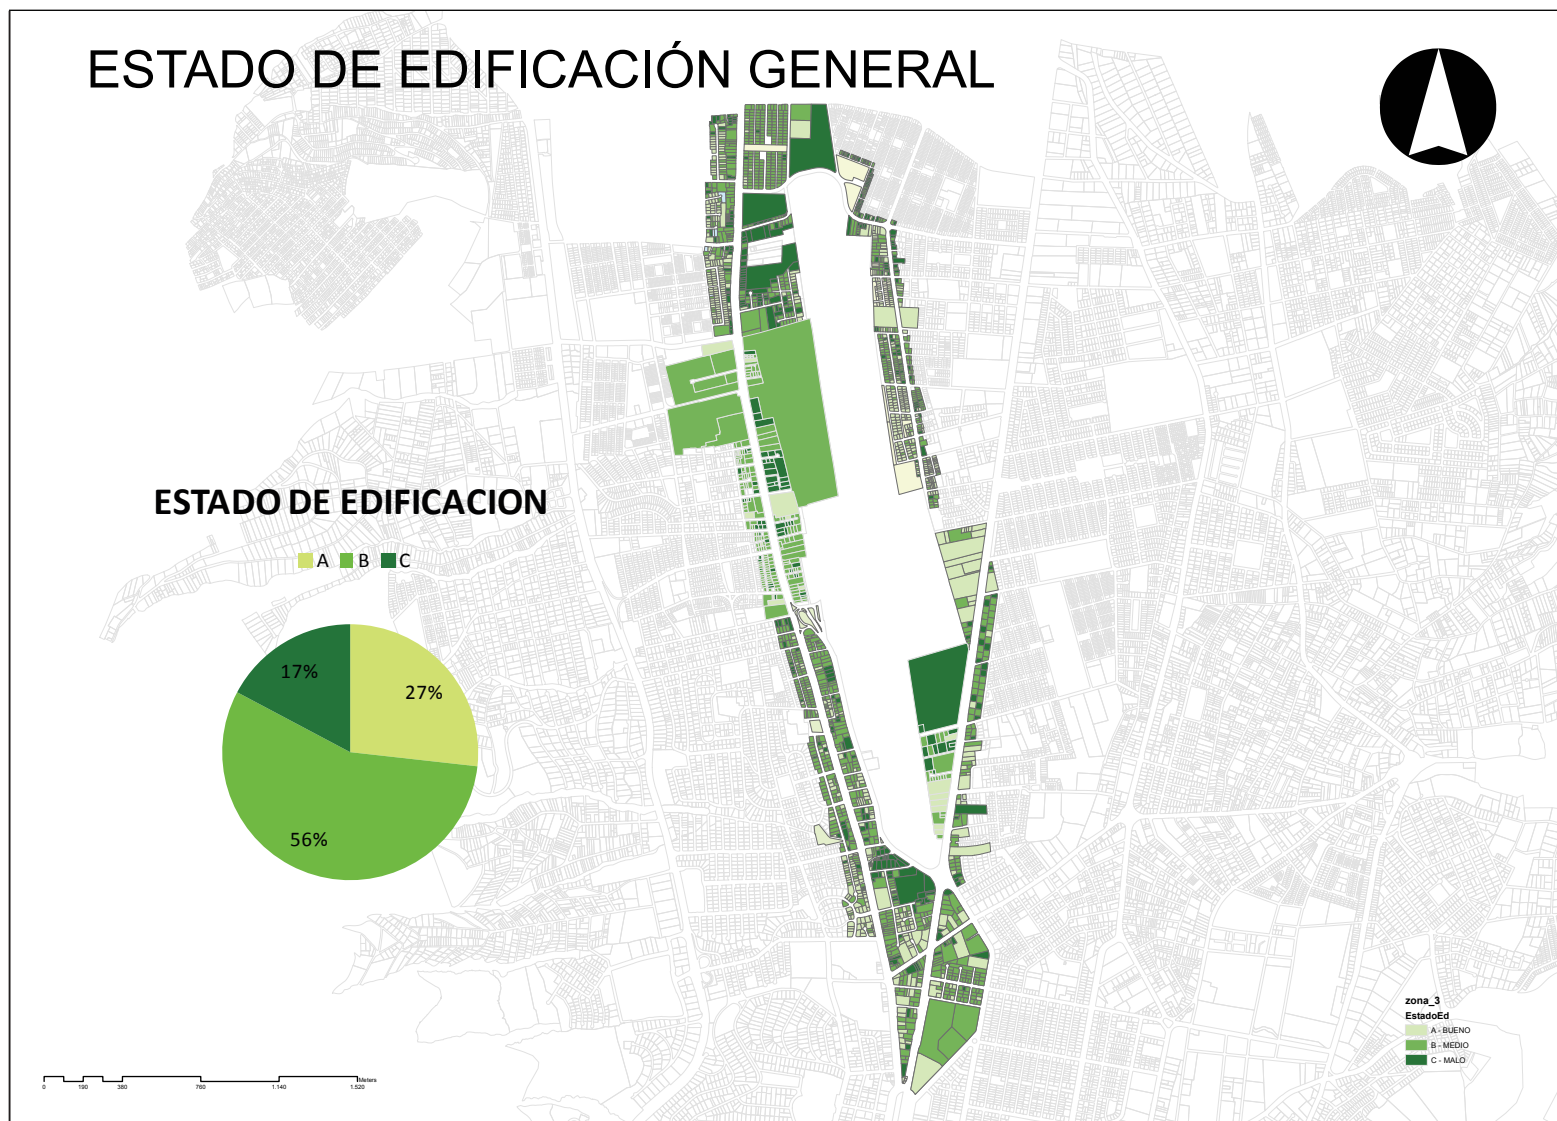 ESTADO DE EDIFICACIÓN GENERAL
ESTADO DE EDIFICACION
A B C
17%
27%
56%
zona_3
EstadoEd
A - BUENO
B - MEDIO
C - MALO
Meters
0 190 380 760 1.140 1.520